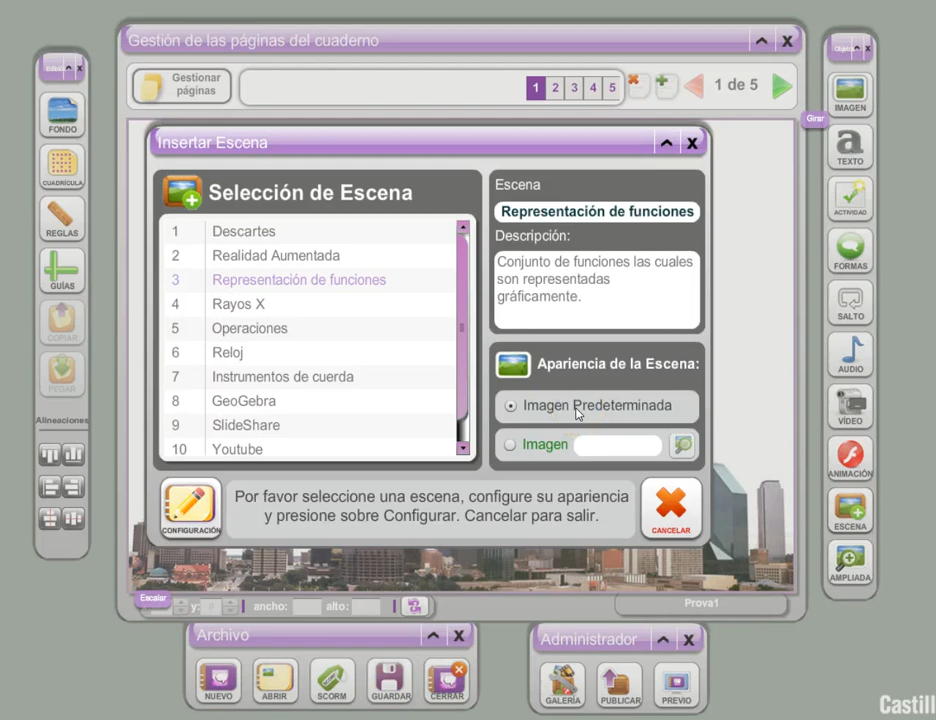 Gestión de las páginas del cuaderno
Gestionar
páginas
1 2 3 4 5
1 de 5
FONDO
CUADRÍCULA
REGLAS
GUÍAS
COPIAR
PEGAR
Alineaciones
Insertar Escena
Selección de Escena
1 Descartes
2 Realidad Aumentada
3 Representación de funciones
4 Rayos X
5 Operaciones
6 Reloj
7 Instrumentos de cuerda
8 GeoGebra
9 SlideShare
10 Youtube
Escena
Representación de funciones
Descripción:
Conjunto de funciones las cuales
son representadas
gráficamente.
Apariencia de la Escena:
Imagen Predeterminada
Imagen
CONFIGURACIÓN
Por favor seleccione una escena, configure su apariencia
y presione sobre Configurar. Cancelar para salir.
CANCELAR
Girar
IMAGEN
TEXTO
ACTIVIDAD
FORMAS
SALTO
AUDIO
VÍDEO
ANIMACIÓN
ESCENA
AMPLIADA
Escalar
y:
ancho:
alto:
Prova1
Archivo
NUEVO
ABRIR
SCORM
GUARDAR
CERRAR
Administrador
GALERÍA
PUBLICAR
PREVIO
Castill